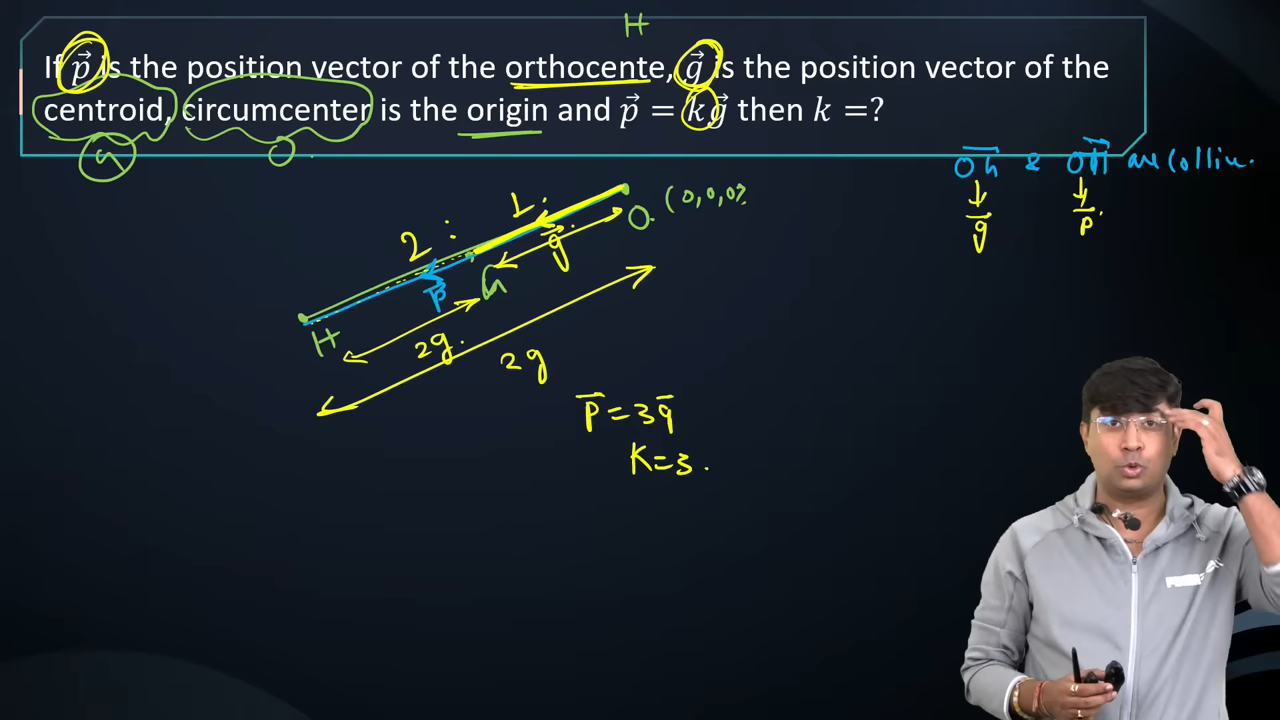 H
If p⃗ is the position vector of the orthocente, g⃗ is the position vector of the
centroid, circumcenter is the origin and p⃗ = kg⃗ then k =?
G O
OG & OH are collin.
g p.
2 : 1 :
O. (0,0,0)
g
p G
H
2g.
2g
p = 3g
K=3.